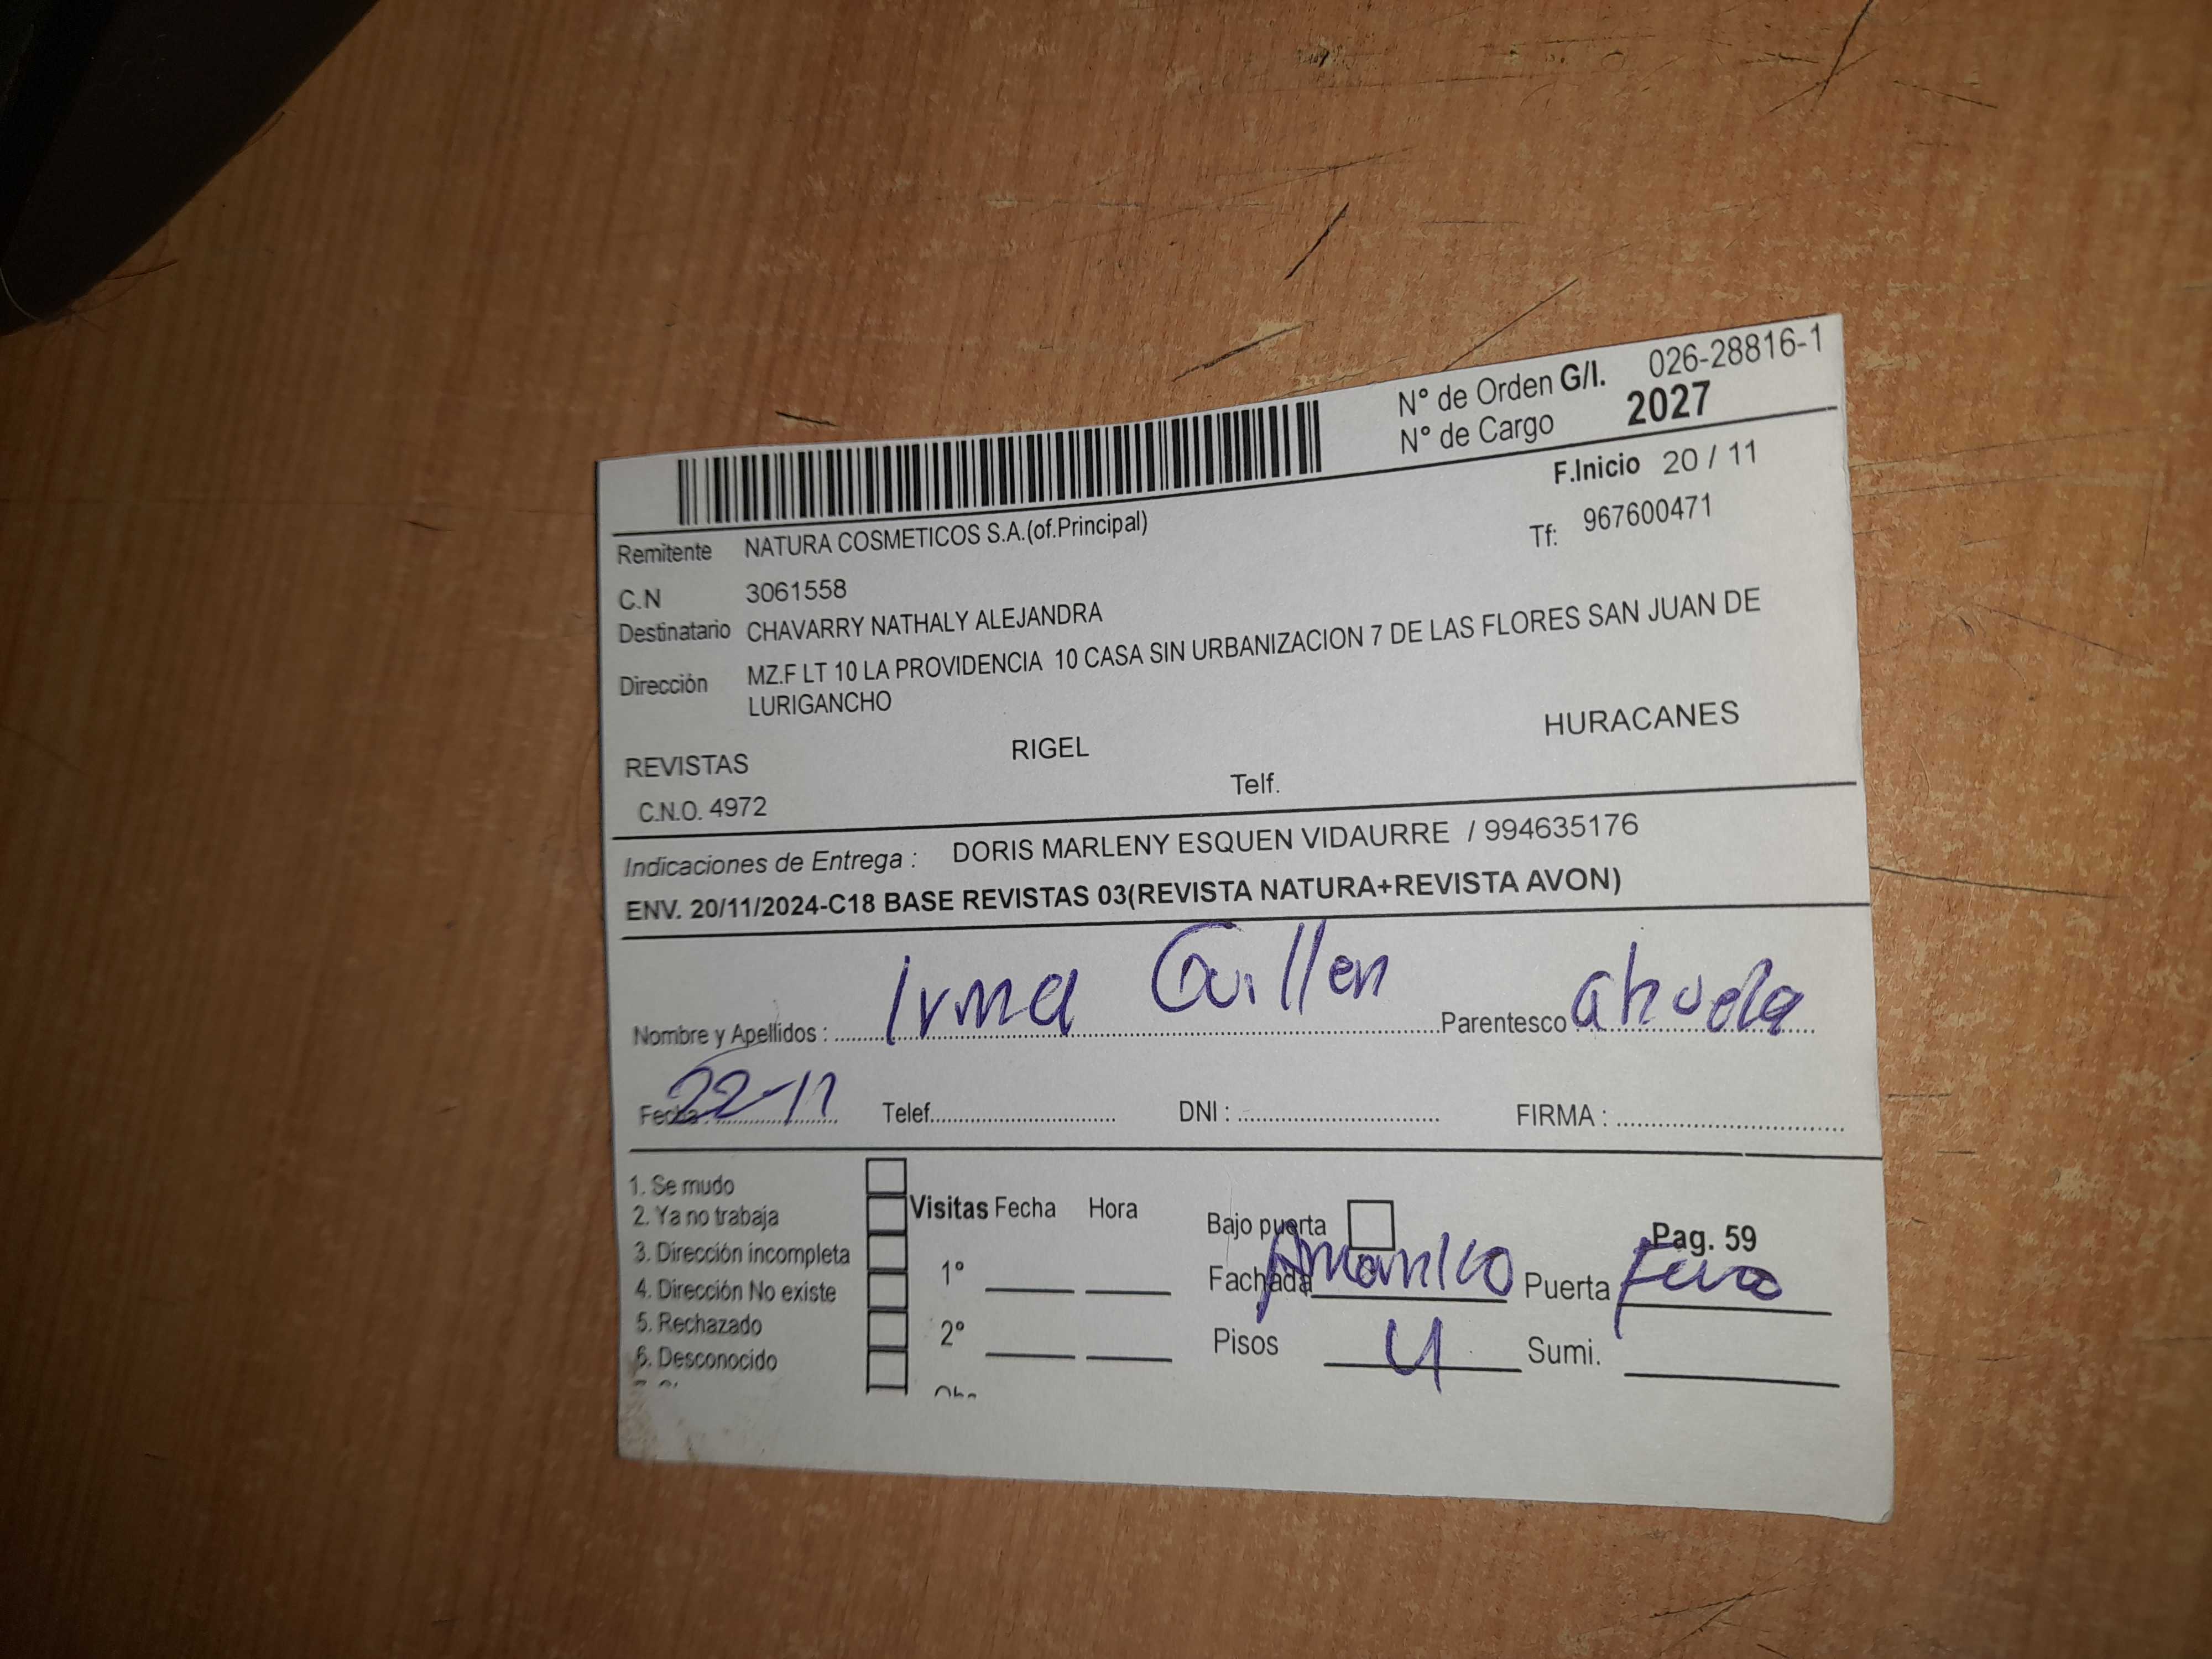 N° de Orden G/I. 026-28816-1
N° de Cargo 2027
F.Inicio 20 / 11
Remitente NATURA COSMETICOS S.A.(of.Principal) Tf: 967600471
C.N 3061558
Destinatario CHAVARRY NATHALY ALEJANDRA
Dirección MZ.F LT 10 LA PROVIDENCIA 10 CASA SIN URBANIZACION 7 DE LAS FLORES SAN JUAN DE
LURIGANCHO
REVISTAS RIGEL HURACANES
C.N.O. 4972 Telf.
Indicaciones de Entrega : DORIS MARLENY ESQUEN VIDAURRE / 994635176
ENV. 20/11/2024-C18 BASE REVISTAS 03(REVISTA NATURA+REVISTA AVON)
Nombre y Apellidos : Irma Guillen Parentesco abuela
Fecha : 22-11 Telef. DNI : FIRMA :
1. Se mudo
2. Ya no trabaja Visitas Fecha Hora Bajo puerta Pag. 59
3. Dirección incompleta
4. Dirección No existe 1° Fachada Puerta
5. Rechazado
6. Desconocido 2° Pisos 4 Sumi.